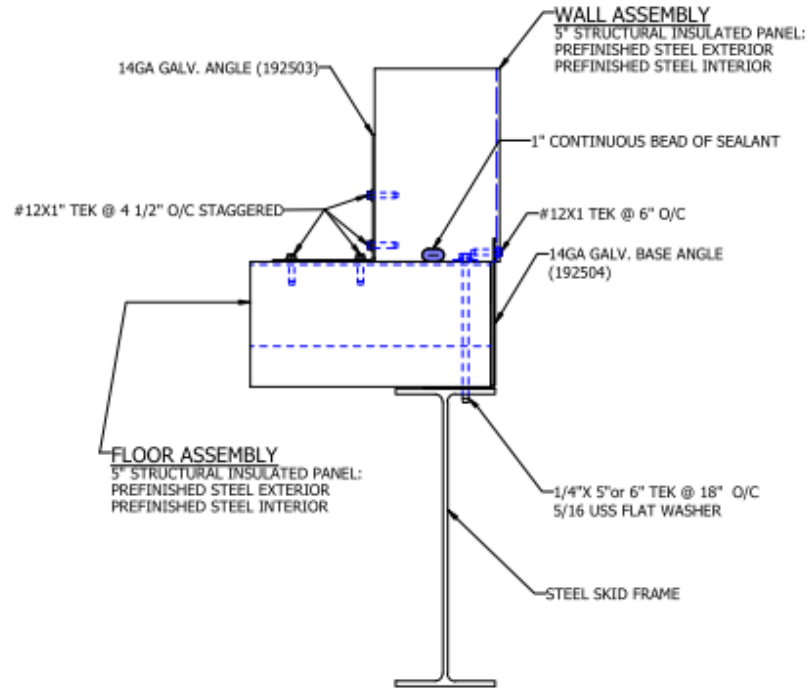 WALL ASSEMBLY
5" STRUCTURAL INSULATED PANEL:
PREFINISHED STEEL EXTERIOR
PREFINISHED STEEL INTERIOR
14GA GALV. ANGLE (192503)
1" CONTINUOUS BEAD OF SEALANT
#12X1" TEK @ 4 1/2" O/C STAGGERED
#12X1 TEK @ 6" O/C
14GA GALV. BASE ANGLE
(192504)
FLOOR ASSEMBLY
5" STRUCTURAL INSULATED PANEL:
PREFINISHED STEEL EXTERIOR
PREFINISHED STEEL INTERIOR
1/4"X 5"or 6" TEK @ 18" O/C
5/16 USS FLAT WASHER
STEEL SKID FRAME